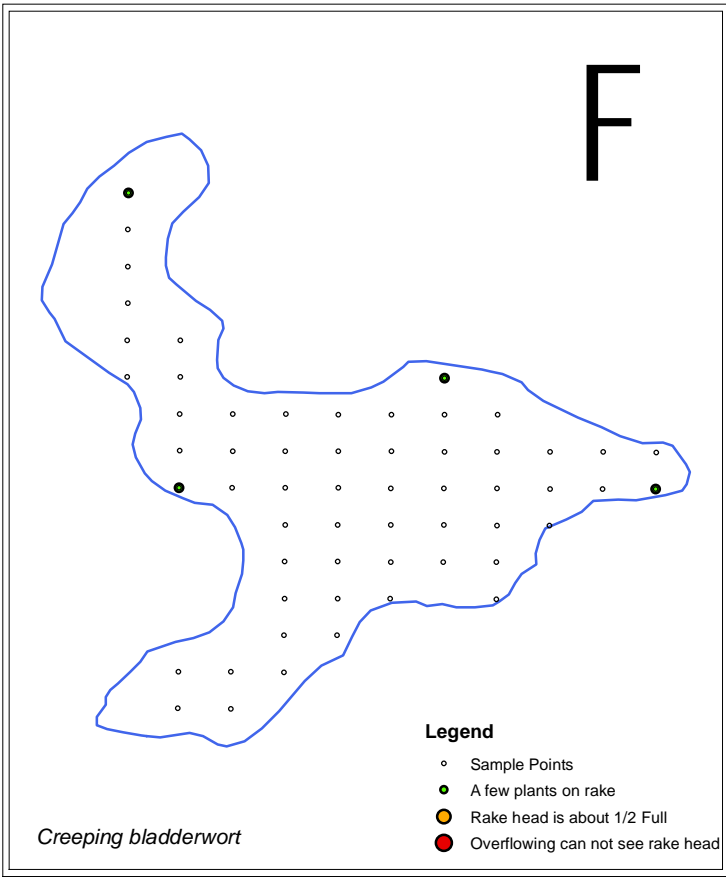 F
Legend
Sample Points
A few plants on rake
Rake head is about 1/2 Full
Overflowing can not see rake head
Creeping bladderwort